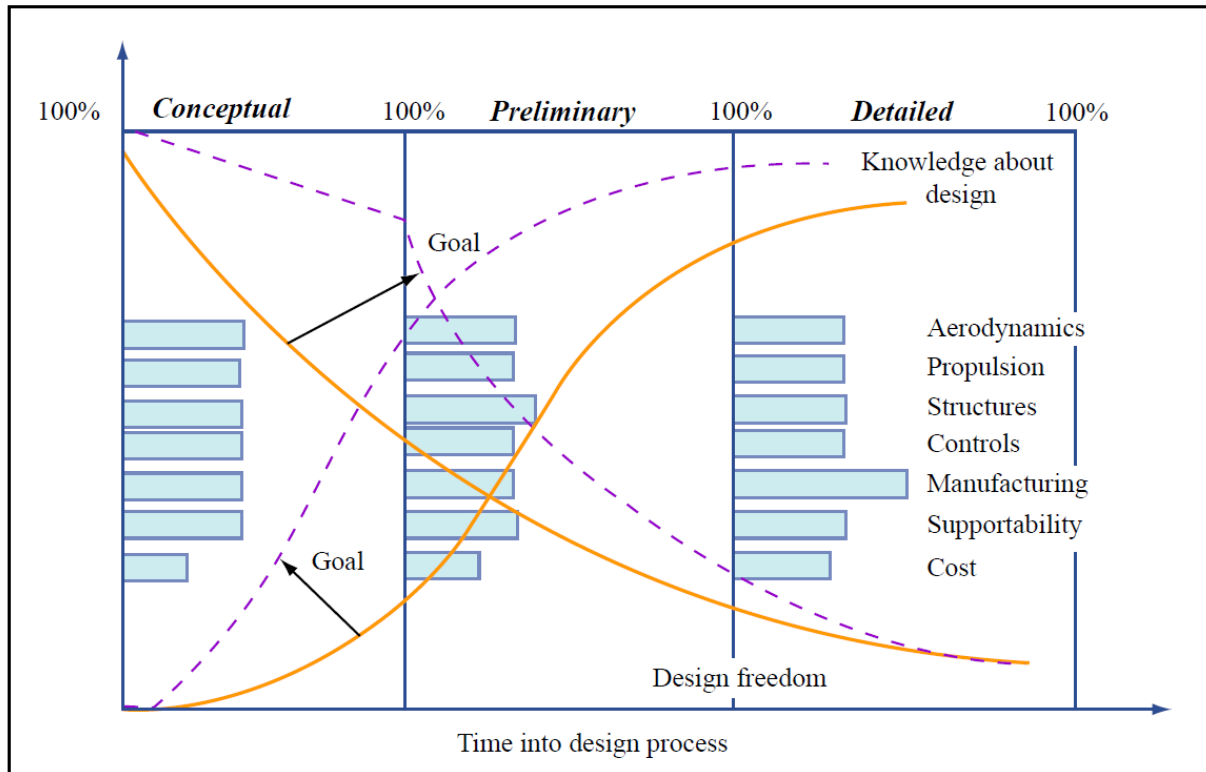 100% Conceptual 100% Preliminary 100% Detailed 100%
Knowledge about
design
Goal
Aerodynamics
Propulsion
Structures
Controls
Manufacturing
Supportability
Goal
Cost
Design freedom
Time into design process